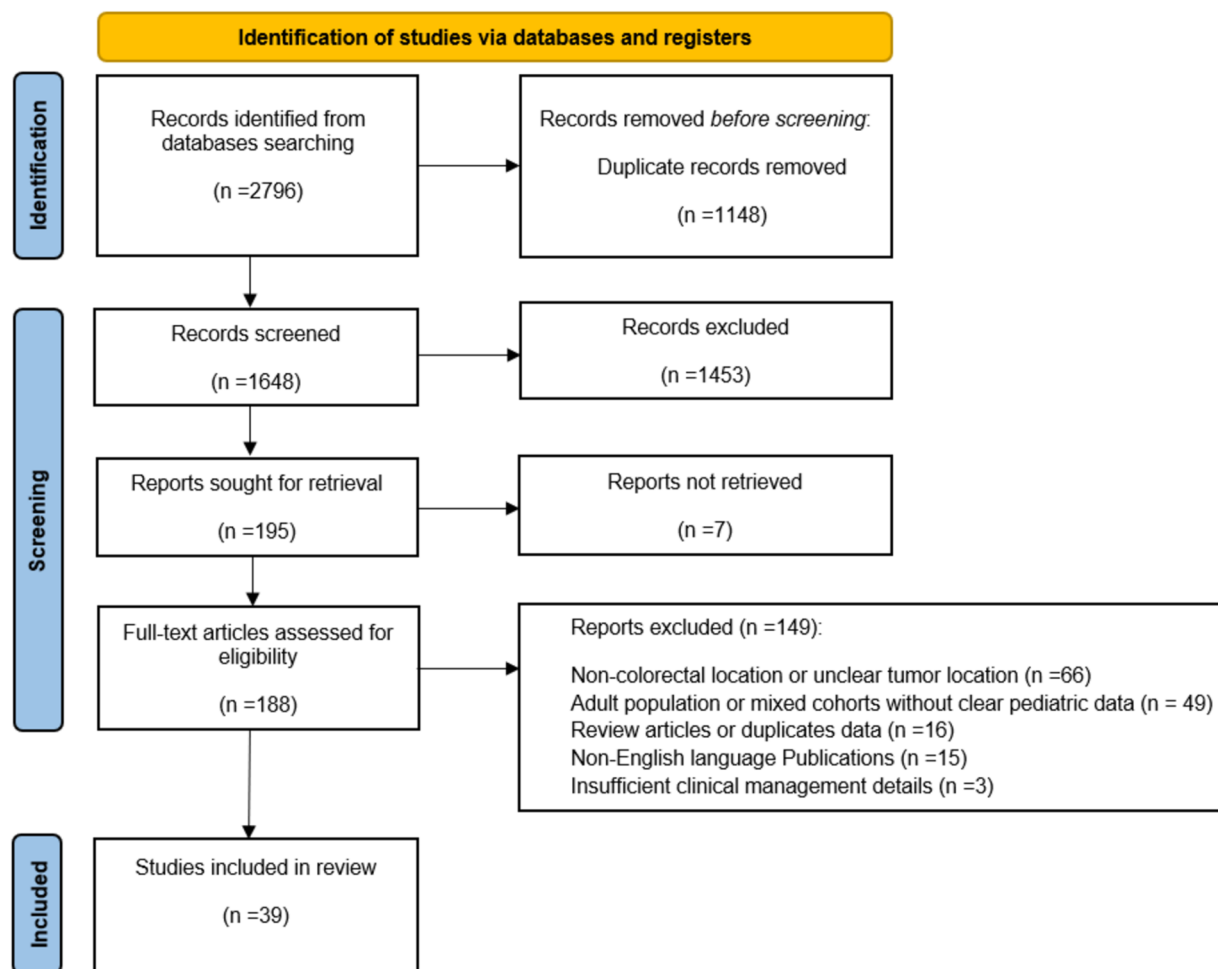 Identification of studies via databases and registers
Identification
Records identified from
databases searching
(n =2796)
Records removed before screening:
Duplicate records removed
(n =1148)
Screening
Records screened
(n =1648)
Records excluded
(n =1453)
Reports sought for retrieval
(n =195)
Reports not retrieved
(n =7)
Full-text articles assessed for
eligibility
(n =188)
Reports excluded (n =149):
Non-colorectal location or unclear tumor location (n =66)
Adult population or mixed cohorts without clear pediatric data (n = 49)
Review articles or duplicates data (n =16)
Non-English language Publications (n =15)
Insufficient clinical management details (n =3)
Included
Studies included in review
(n =39)